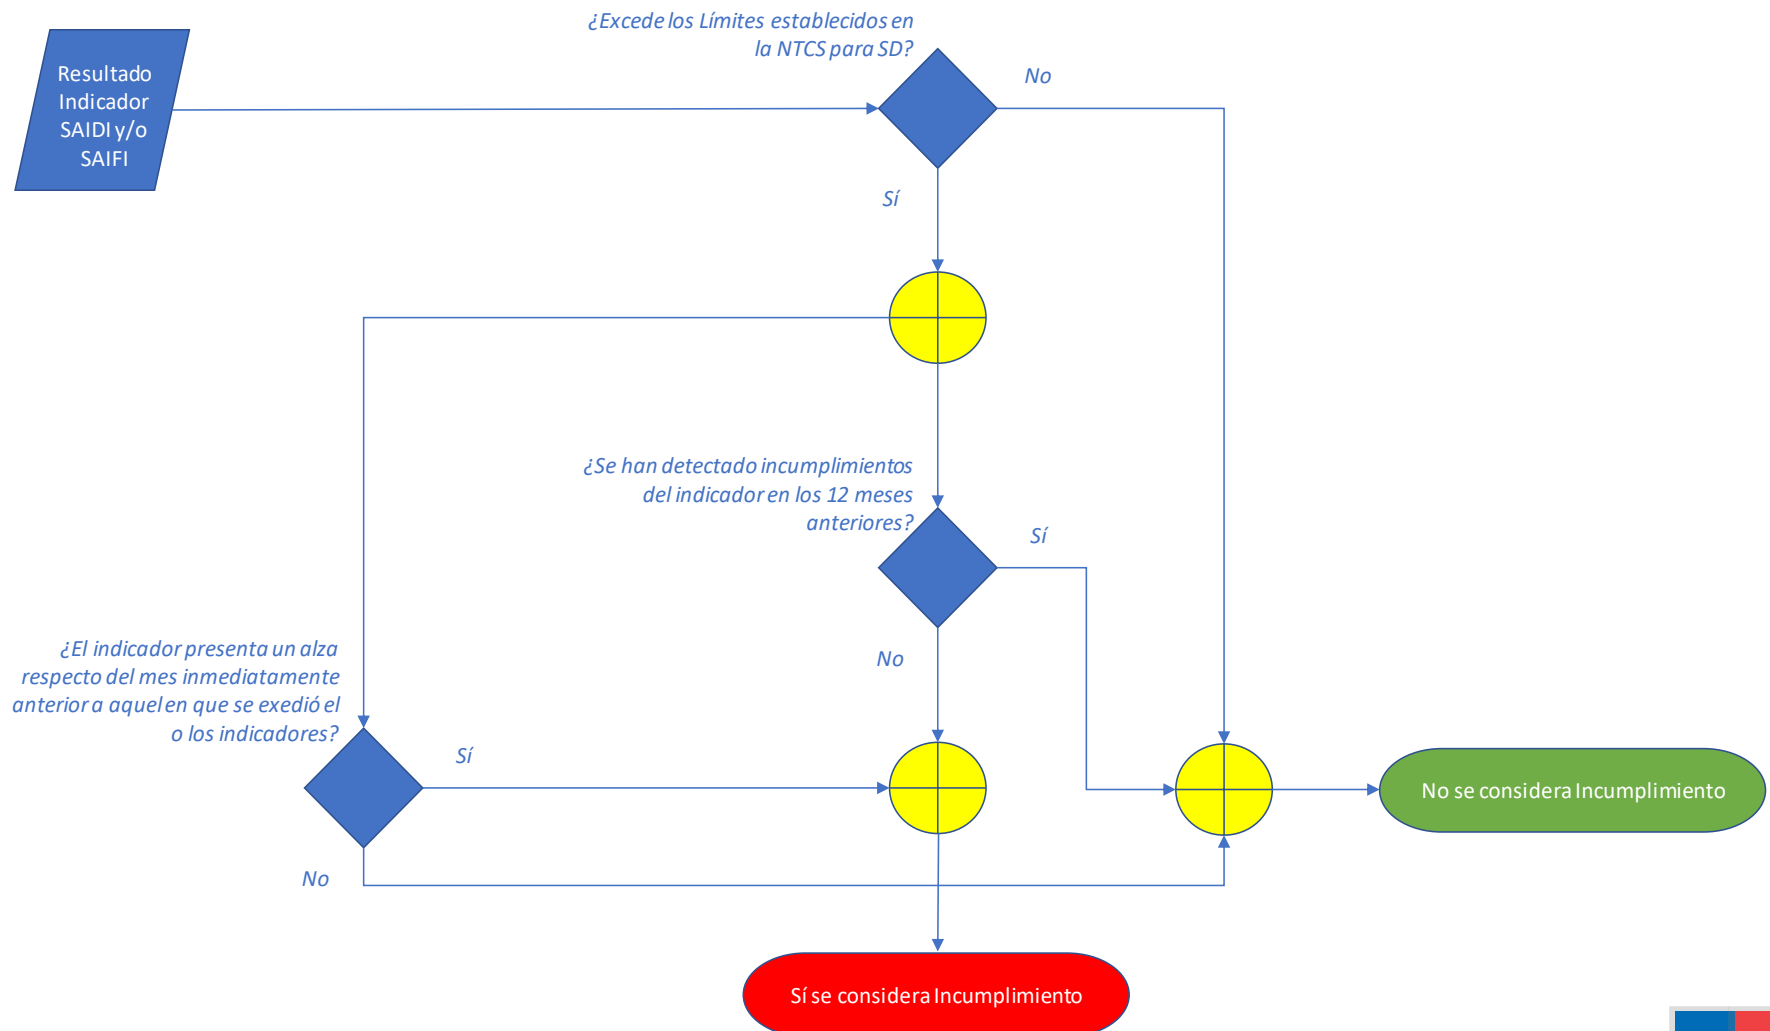 ¿Excede los Límites establecidos en
la NTCS para SD?
Resultado
Indicador
SAIDI y/o
SAIFI
No
Sí
¿Se han detectado incumplimientos
del indicador en los 12 meses
anteriores?
Sí
No
¿El indicador presenta un alza
respecto del mes inmediatamente
anterior a aquel en que se exedió el
o los indicadores?
Sí
No
No se considera Incumplimiento
Sí se considera Incumplimiento